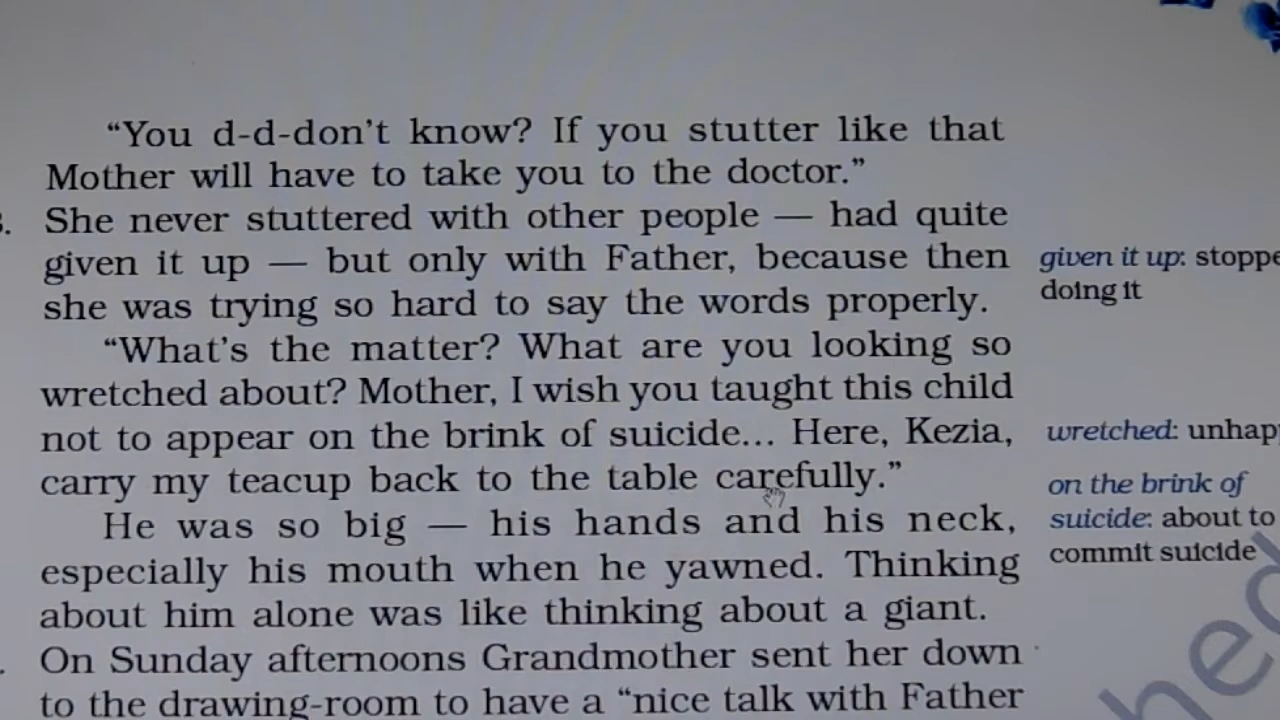 “You d-d-don’t know? If you stutter like that
Mother will have to take you to the doctor.”
She never stuttered with other people — had quite
given it up — but only with Father, because then
she was trying so hard to say the words properly.
“What’s the matter? What are you looking so
wretched about? Mother, I wish you taught this child
not to appear on the brink of suicide... Here, Kezia,
carry my teacup back to the table carefully.”
He was so big — his hands and his neck,
especially his mouth when he yawned. Thinking
about him alone was like thinking about a giant.
On Sunday afternoons Grandmother sent her down
to the drawing-room to have a “nice talk with Father
given it up: stoppe
doing it
wretched: unhap
on the brink of
suicide: about to
commit suicide
hed